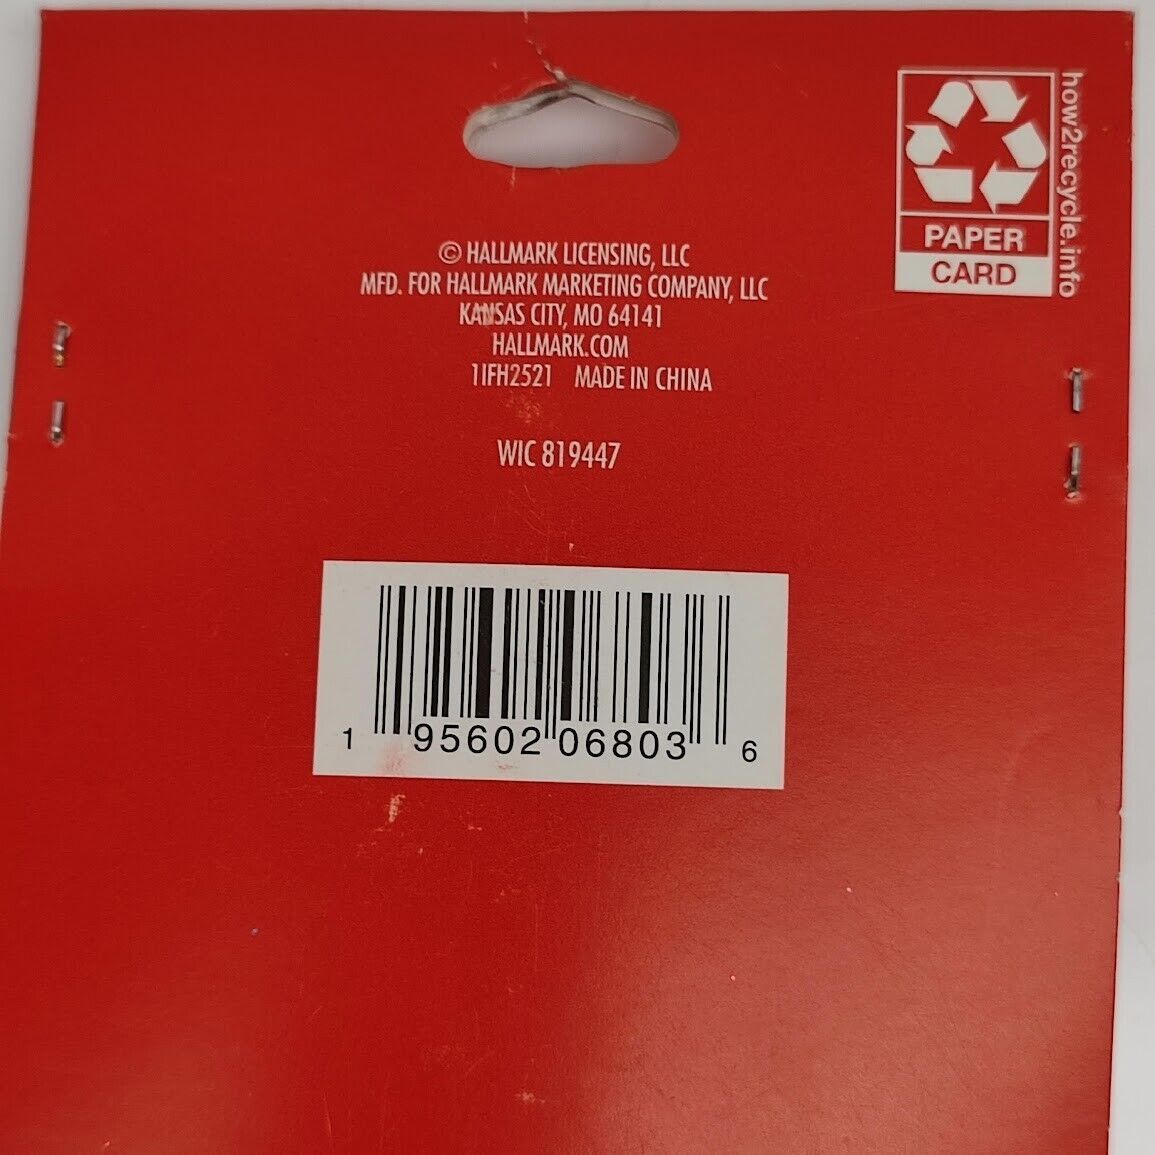 © HALLMARK LICENSING, LLC
MFD. FOR HALLMARK MARKETING COMPANY, LLC
KANSAS CITY, MO 64141
HALLMARK.COM
1IFH2521 MADE IN CHINA
WIC 819447
PAPER
CARD
how2recycle.info
1 95602 06803 6